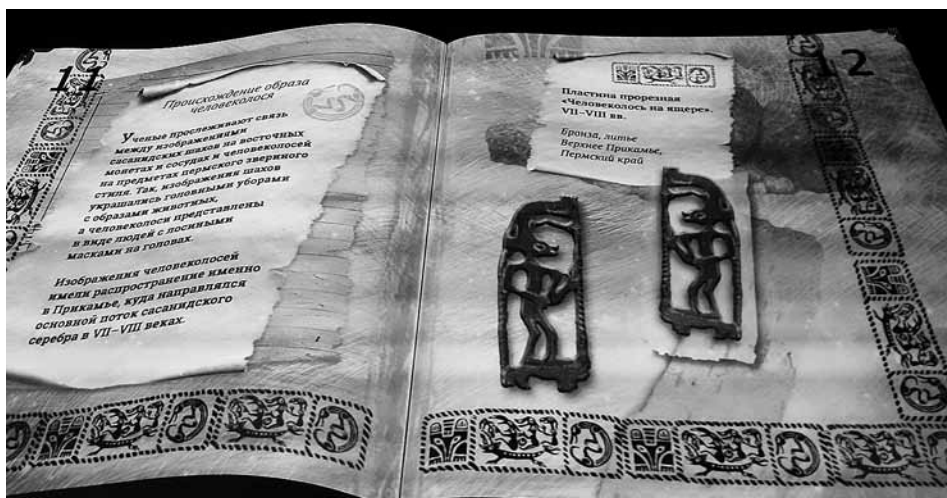 11
Происхождение образа
человеколося
Ученые прослеживают связь
между изображениями
сасанидских шахов на восточных
монетах и сосудах и человеколосей
на предметах пермского звериного
стиля. Так, изображения шахов
украшались головными уборами
с образами животных,
а человеколоси представлены
в виде людей с лосиными
масками на головах.
Изображения человеколосей
имели распространение именно
в Прикамье, куда направлялся
основной поток сасанидского
серебра в VII–VIII веках.
12
Пластина прорезная
«Человеколось на ящере».
VII–VIII вв.
Бронза, литье
Верхнее Прикамье,
Пермский край